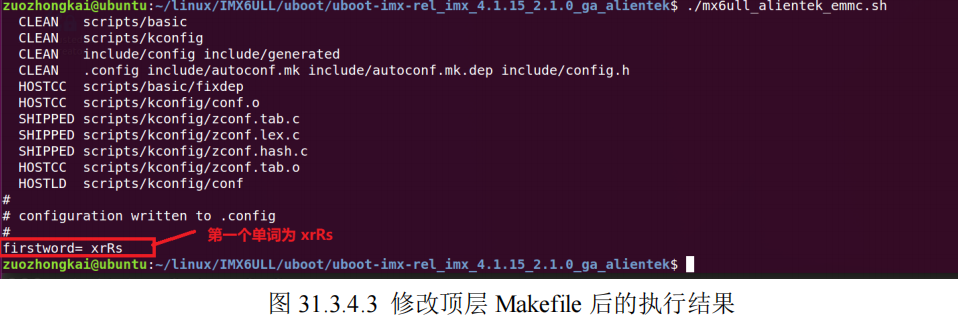 zuozhongkai@ubuntu:~/linux/IMX6ULL/uboot/uboot-imx-rel_imx_4.1.15_2.1.0_ga_alientek$ ./mx6ull_alientek_emmc.sh
CLEAN scripts/basic
CLEAN scripts/kconfig
CLEAN include/config include/generated
CLEAN .config include/autoconf.mk include/autoconf.mk.dep include/config.h
HOSTCC scripts/basic/fixdep
HOSTCC scripts/kconfig/conf.o
SHIPPED scripts/kconfig/zconf.tab.c
SHIPPED scripts/kconfig/zconf.lex.c
SHIPPED scripts/kconfig/zconf.hash.c
HOSTCC scripts/kconfig/zconf.tab.o
HOSTLD scripts/kconfig/conf
#
# configuration written to .config
#
第一个单词为 xrRs
firstword= xrRs
zuozhongkai@ubuntu:~/linux/IMX6ULL/uboot/uboot-imx-rel_imx_4.1.15_2.1.0_ga_alientek$
图 31.3.4.3 修改顶层 Makefile 后的执行结果